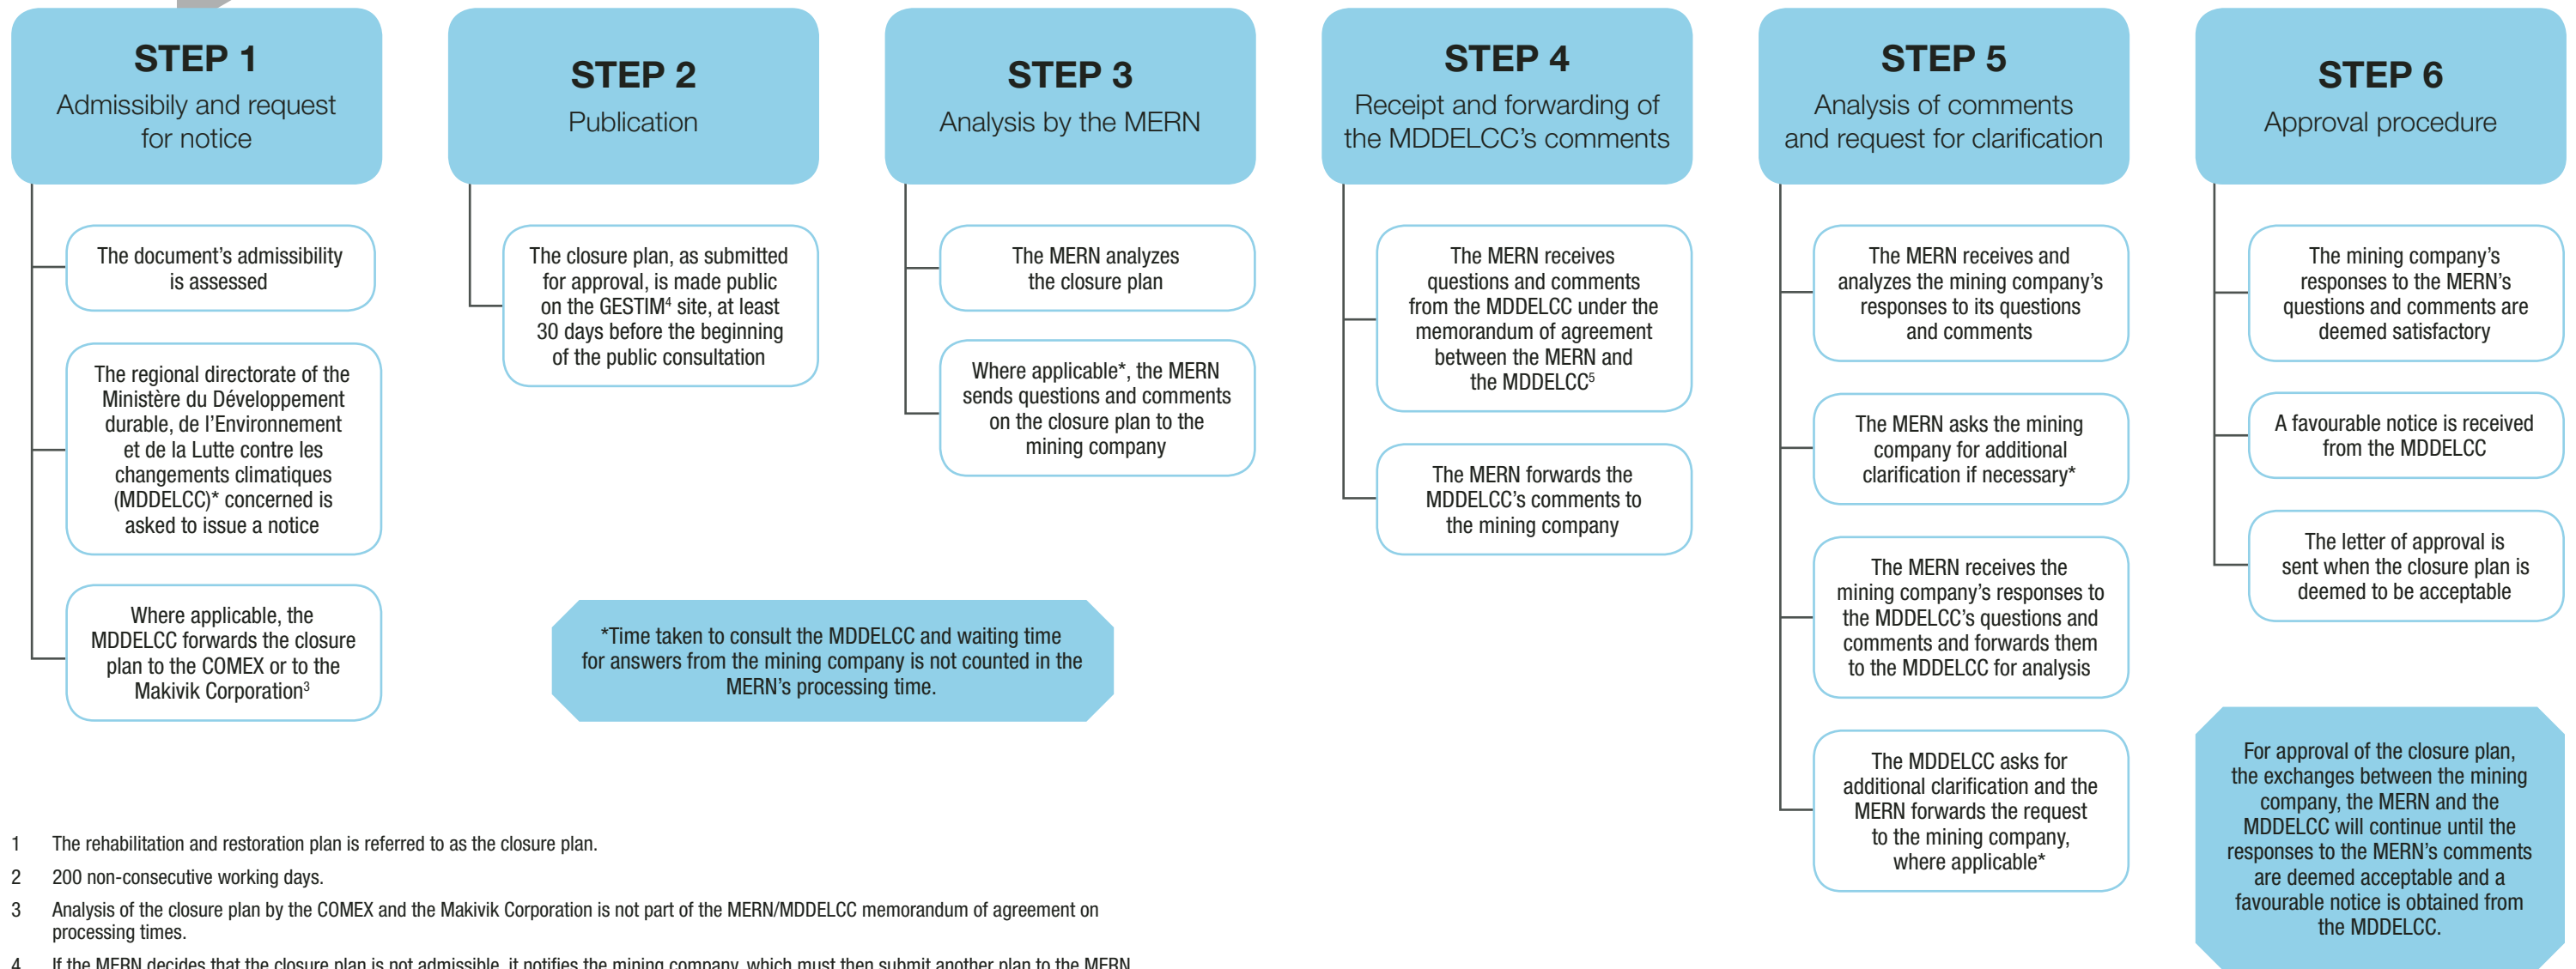 STEP 1
Admissibily and request
for notice
The document's admissibility
is assessed
The regional directorate of the
Ministère du Développement
durable, de l'Environnement
et de la Lutte contre les
changements climatiques
(MDDELCC)* concerned is
asked to issue a notice
Where applicable, the
MDDELCC forwards the closure
plan to the COMEX or to the
Makivik Corporation3
STEP 2
Publication
The closure plan, as submitted
for approval, is made public
on the GESTIM4 site, at least
30 days before the beginning
of the public consultation
STEP 3
Analysis by the MERN
The MERN analyzes
the closure plan
Where applicable*, the MERN
sends questions and comments
on the closure plan to the
mining company
*Time taken to consult the MDDELCC and waiting time
for answers from the mining company is not counted in the
MERN's processing time.
STEP 4
Receipt and forwarding of
the MDDELCC's comments
The MERN receives
questions and comments
from the MDDELCC under the
memorandum of agreement
between the MERN and
the MDDELCC5
The MERN forwards the
MDDELCC's comments to
the mining company
STEP 5
Analysis of comments
and request for clarification
The MERN receives and
analyzes the mining company's
responses to its questions
and comments
The MERN asks the mining
company for additional
clarification if necessary*
The MERN receives the
mining company's responses to
the MDDELCC's questions and
comments and forwards them
to the MDDELCC for analysis
The MDDELCC asks for
additional clarification and the
MERN forwards the request
to the mining company,
where applicable*
STEP 6
Approval procedure
The mining company's
responses to the MERN's
questions and comments are
deemed satisfactory
A favourable notice is received
from the MDDELCC
The letter of approval is
sent when the closure plan is
deemed to be acceptable
For approval of the closure plan,
the exchanges between the mining
company, the MERN and the
MDDELCC will continue until the
responses to the MERN's comments
are deemed acceptable and a
favourable notice is obtained from
the MDDELCC.
1 The rehabilitation and restoration plan is referred to as the closure plan.
2 200 non-consecutive working days.
3 Analysis of the closure plan by the COMEX and the Makivik Corporation is not part of the MERN/MDDELCC memorandum of agreement on
processing times.
4 If the MERN decides that the closure plan is not admissible, it notifies the mining company, which must then submit another plan to the MERN.